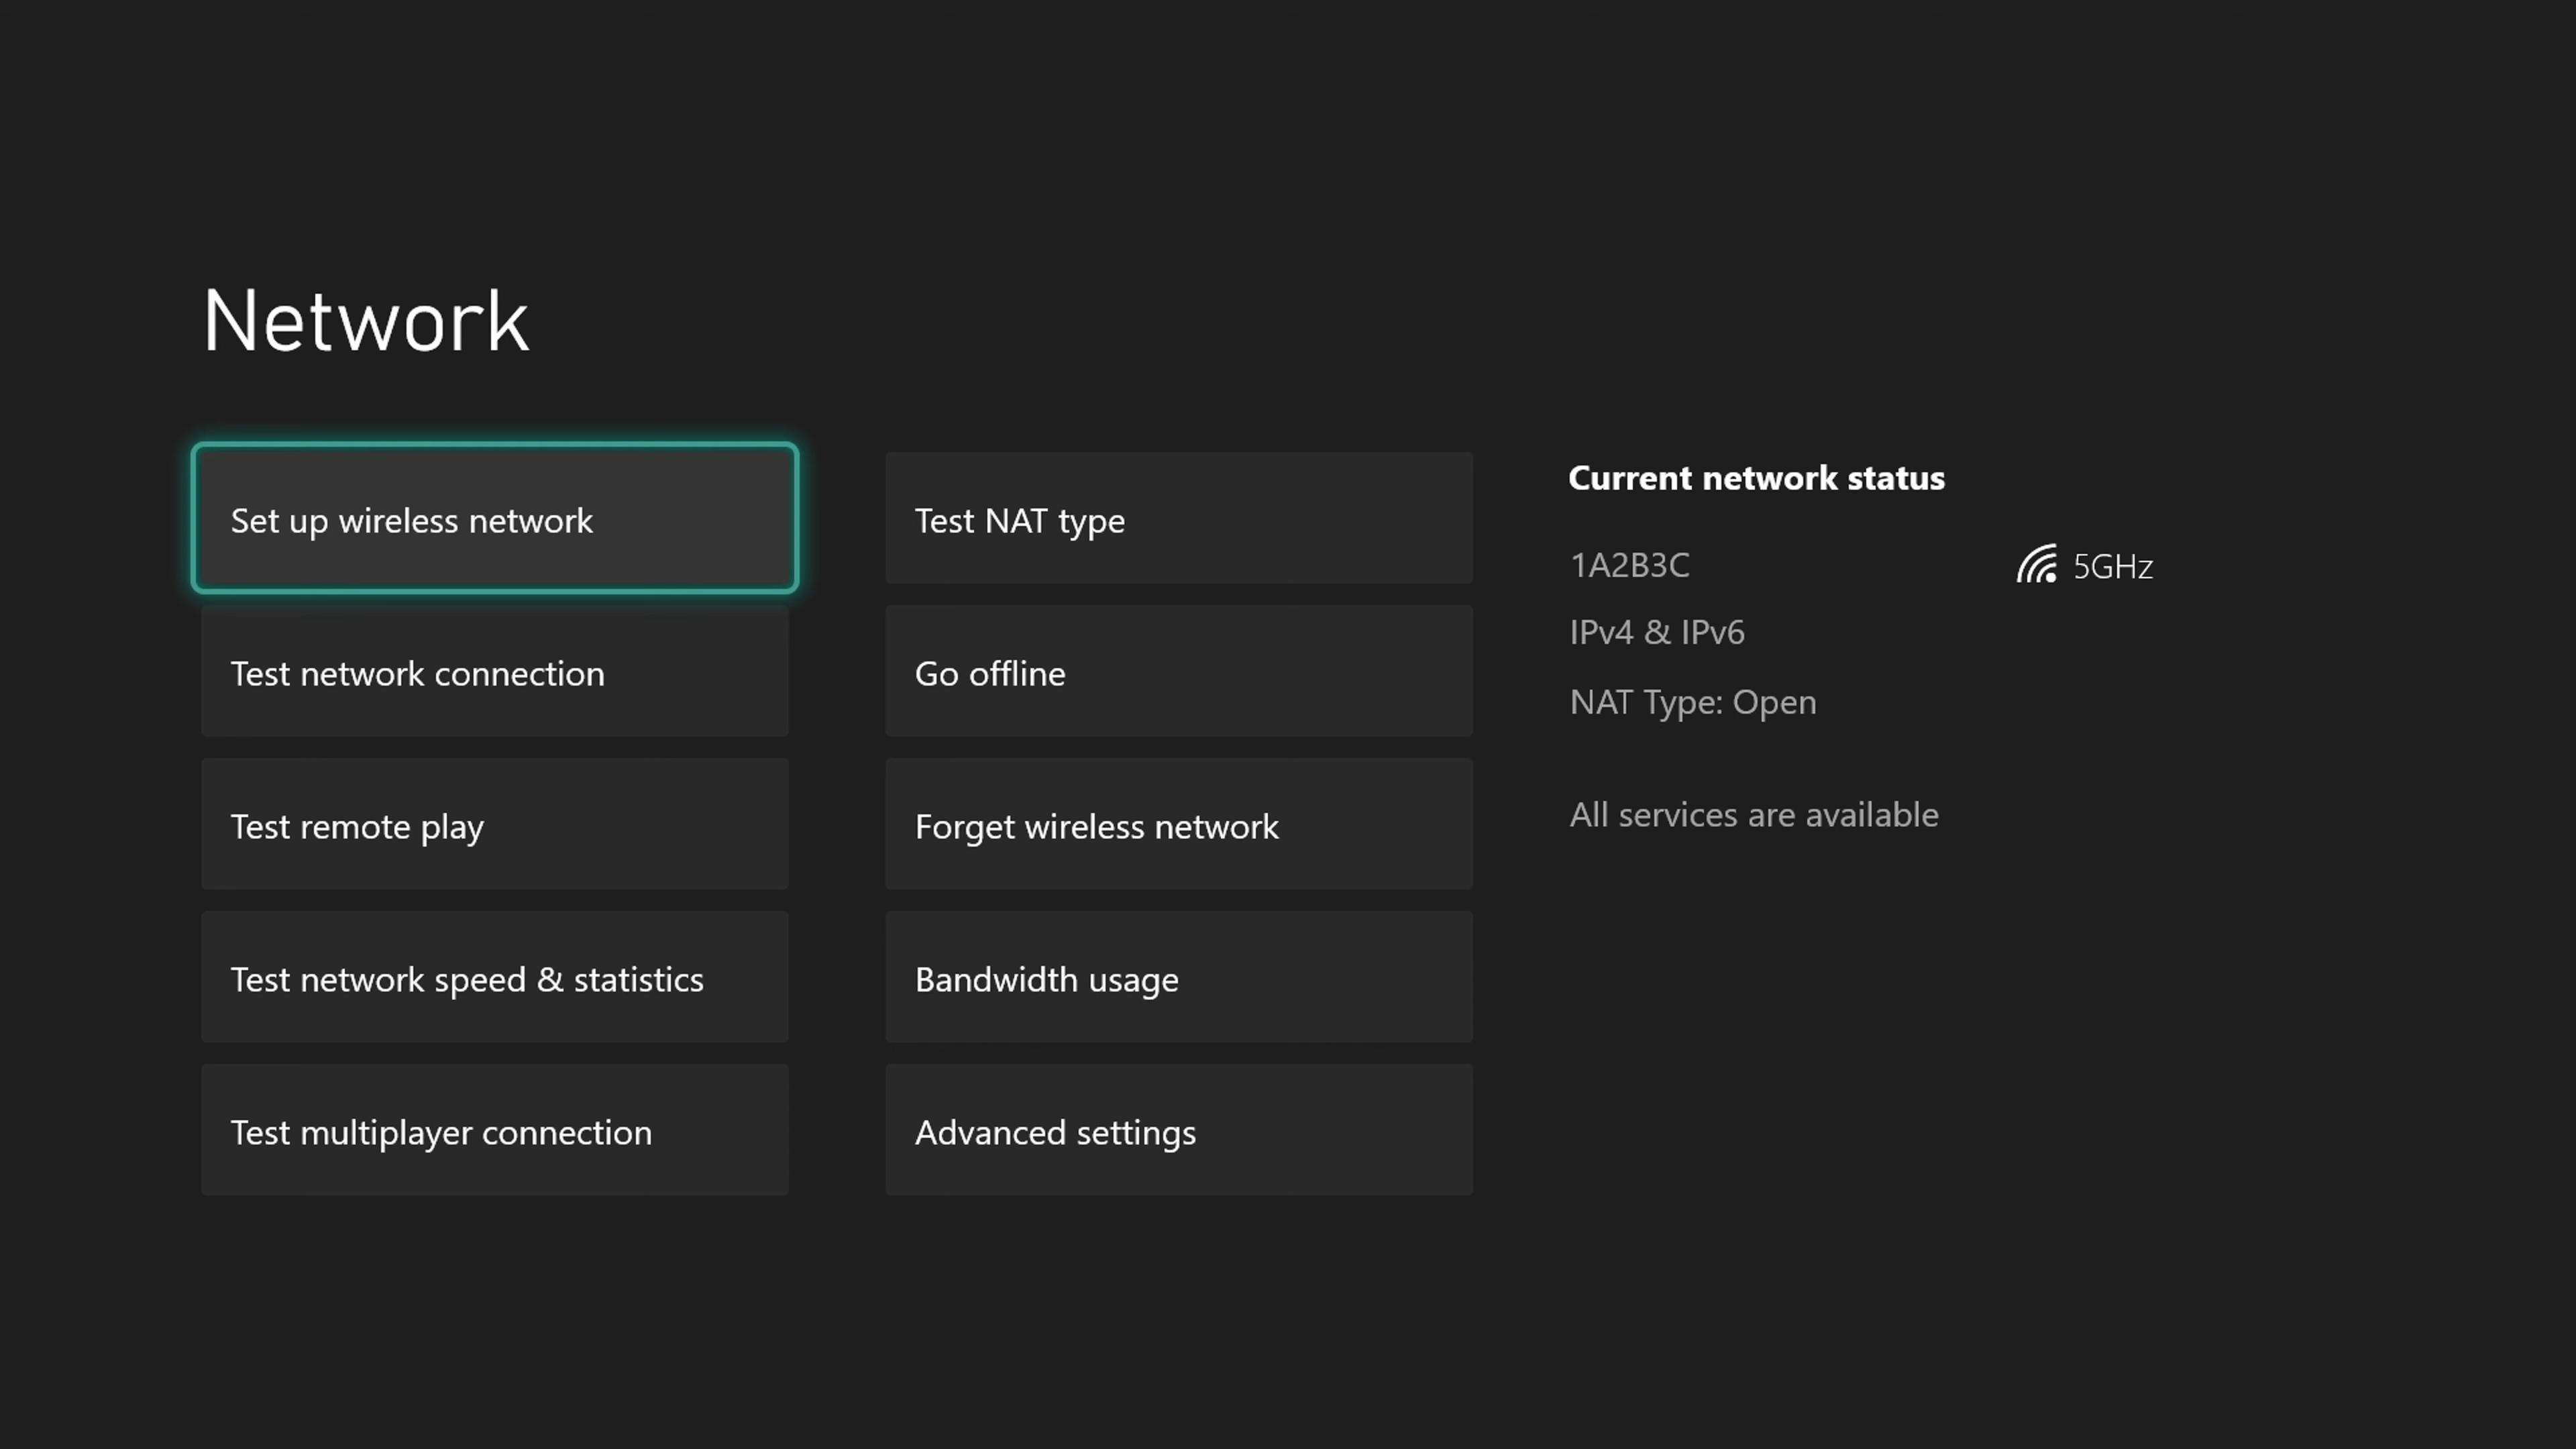 Network
Set up wireless network
Test network connection
Test remote play
Test network speed & statistics
Test multiplayer connection
Test NAT type
Go offline
Forget wireless network
Bandwidth usage
Advanced settings
Current network status
1A2B3C 5GHz
IPv4 & IPv6
NAT Type: Open
All services are available